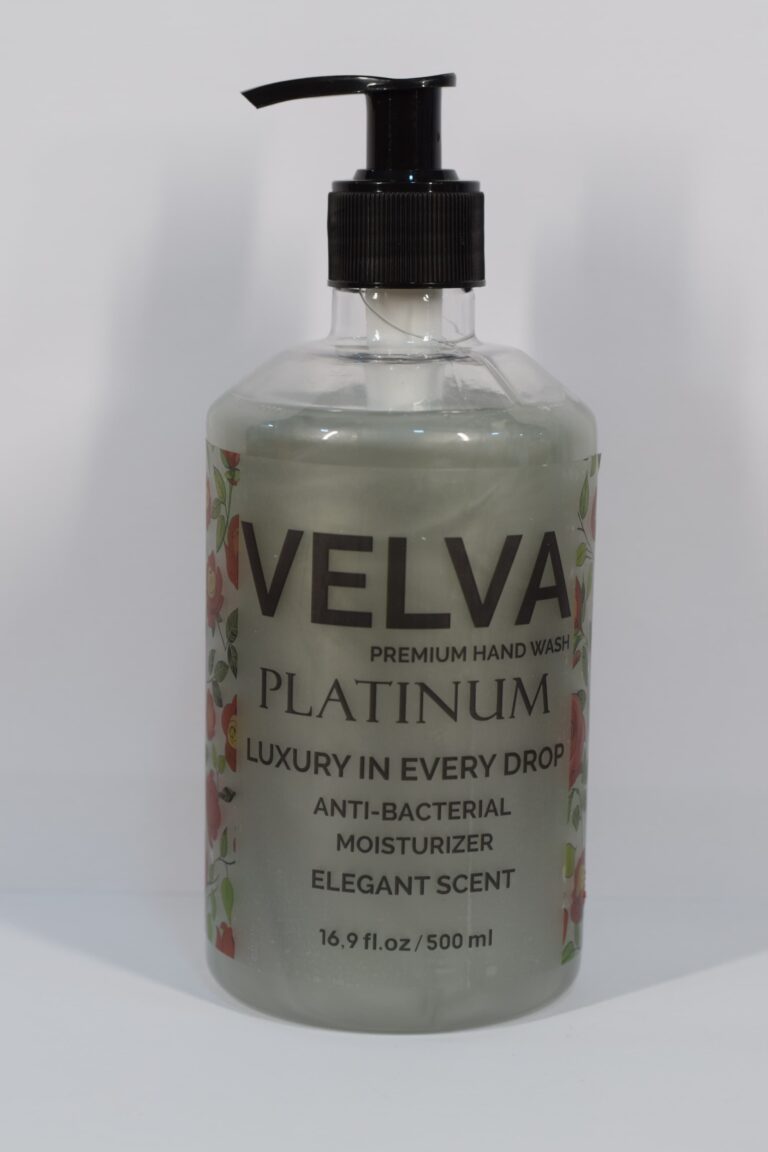 VELVA
PREMIUM HAND WASH
PLATINUM
LUXURY IN EVERY DROP
ANTI-BACTERIAL
MOISTURIZER
ELEGANT SCENT
16.9 fl.oz / 500 ml